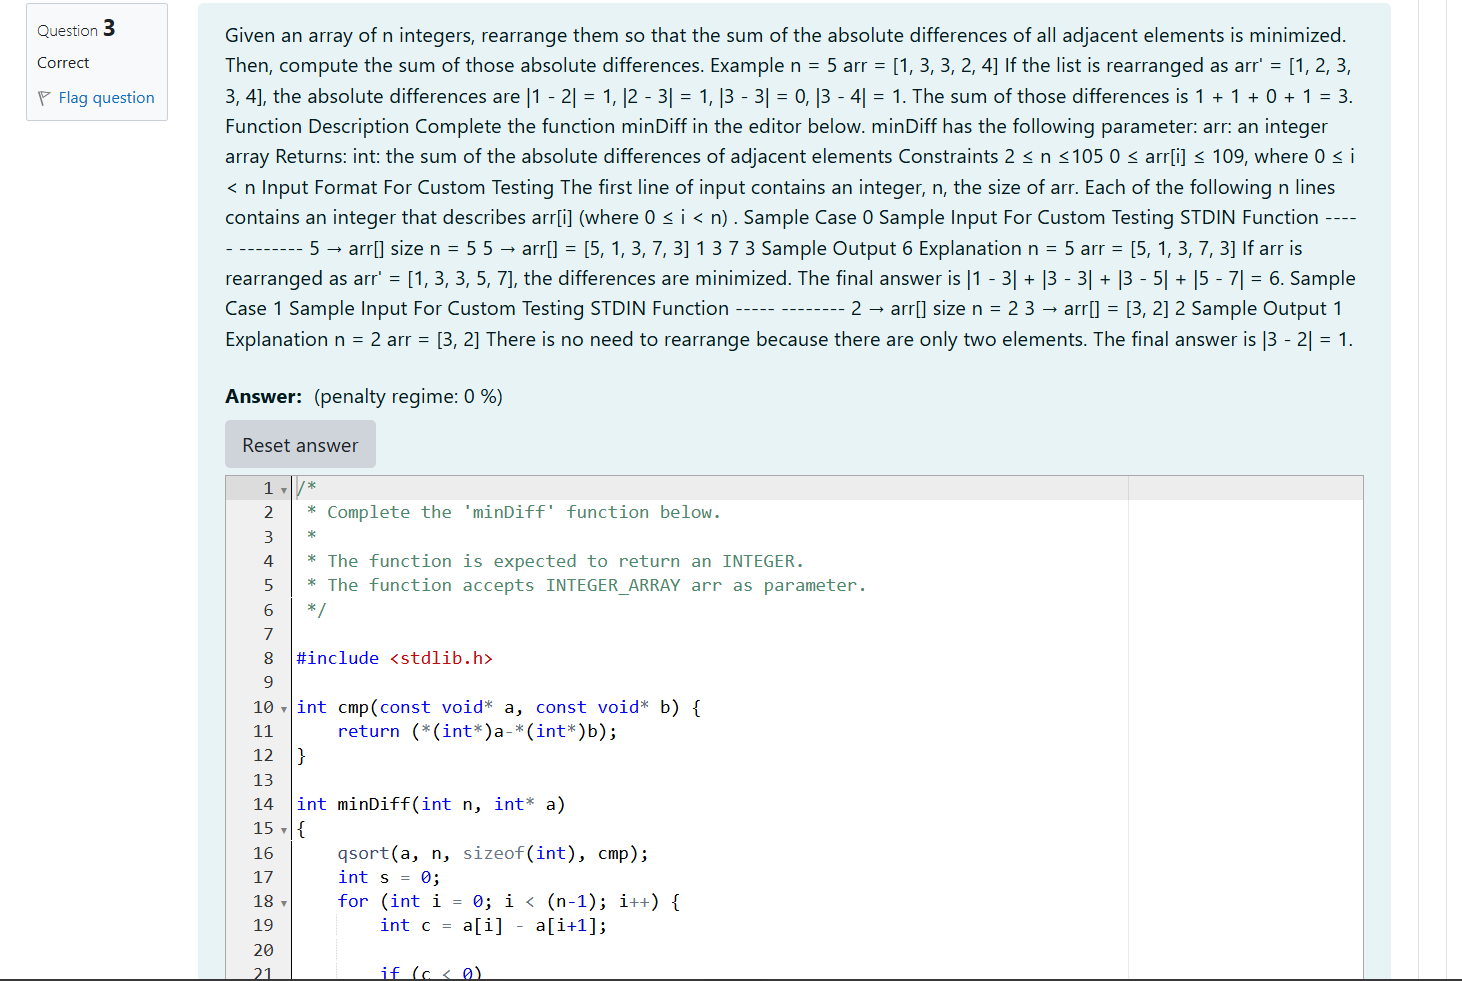 Question 3
Correct
Flag question
Given an array of n integers, rearrange them so that the sum of the absolute differences of all adjacent elements is minimized.
Then, compute the sum of those absolute differences. Example n = 5 arr = [1, 3, 3, 2, 4] If the list is rearranged as arr' = [1, 2, 3,
3, 4], the absolute differences are |1 - 2| = 1, |2 - 3| = 1, |3 - 3| = 0, |3 - 4| = 1. The sum of those differences is 1 + 1 + 0 + 1 = 3.
Function Description Complete the function minDiff in the editor below. minDiff has the following parameter: arr: an integer
array Returns: int: the sum of the absolute differences of adjacent elements Constraints 2 ≤ n ≤105 0 ≤ arr[i] ≤ 109, where 0 ≤ i
< n Input Format For Custom Testing The first line of input contains an integer, n, the size of arr. Each of the following n lines
contains an integer that describes arr[i] (where 0 ≤ i < n) . Sample Case 0 Sample Input For Custom Testing STDIN Function ----
- -------- 5 → arr[] size n = 5 5 → arr[] = [5, 1, 3, 7, 3] 1 3 7 3 Sample Output 6 Explanation n = 5 arr = [5, 1, 3, 7, 3] If arr is
rearranged as arr' = [1, 3, 3, 5, 7], the differences are minimized. The final answer is |1 - 3| + |3 - 3| + |3 - 5| + |5 - 7| = 6. Sample
Case 1 Sample Input For Custom Testing STDIN Function ----- -------- 2 → arr[] size n = 2 3 → arr[] = [3, 2] 2 Sample Output 1
Explanation n = 2 arr = [3, 2] There is no need to rearrange because there are only two elements. The final answer is |3 - 2| = 1.
Answer: (penalty regime: 0 %)
Reset answer
1 /*
2 * Complete the 'minDiff' function below.
3 *
4 * The function is expected to return an INTEGER.
5 * The function accepts INTEGER_ARRAY arr as parameter.
6 */
7
8 #include <stdlib.h>
9
10 int cmp(const void* a, const void* b) {
11 return (*(int*)a-*(int*)b);
12 }
13
14 int minDiff(int n, int* a)
15 {
16 qsort(a, n, sizeof(int), cmp);
17 int s = 0;
18 for (int i = 0; i < (n-1); i++) {
19 int c = a[i] - a[i+1];
20
21 if (c < 0)